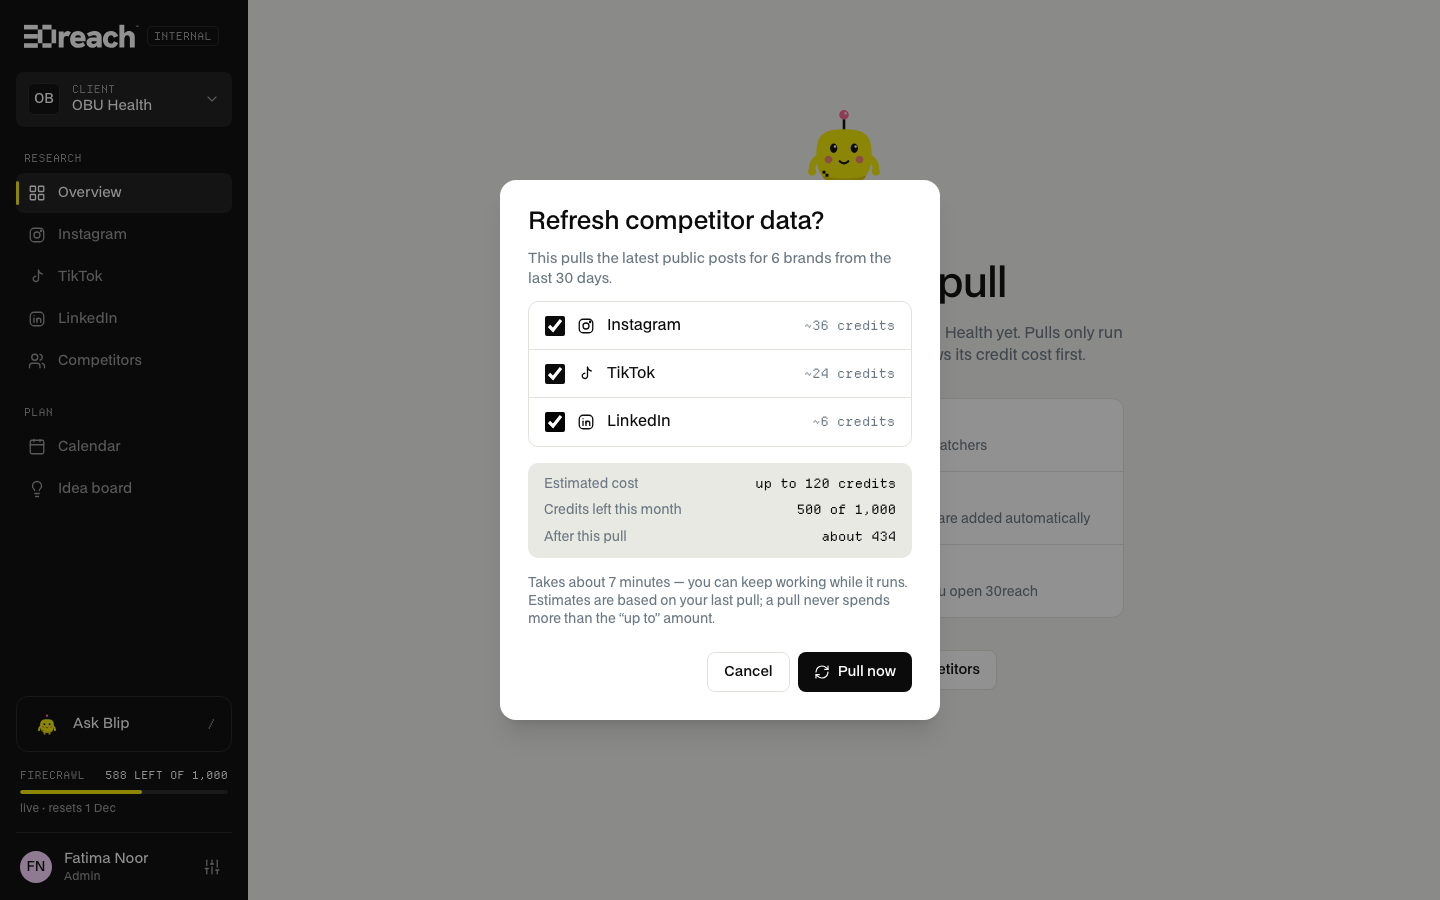 30reach INTERNAL
OB
CLIENT
OBU Health
RESEARCH
Overview
Instagram
TikTok
LinkedIn
Competitors
PLAN
Calendar
Idea board
Ask Blip /
FIRECRAWL 588 LEFT OF 1,000
live · resets 1 Dec
FN
Fatima Noor
Admin
pull
Health yet. Pulls only run
its credit cost first.
are added automatically
open 30reach
Refresh competitor data?
This pulls the latest public posts for 6 brands from the
last 30 days.
Instagram ~36 credits
TikTok ~24 credits
LinkedIn ~6 credits
Estimated cost up to 120 credits
Credits left this month 500 of 1,000
After this pull about 434
Takes about 7 minutes — you can keep working while it runs.
Estimates are based on your last pull; a pull never spends
more than the “up to” amount.
Cancel
Pull now